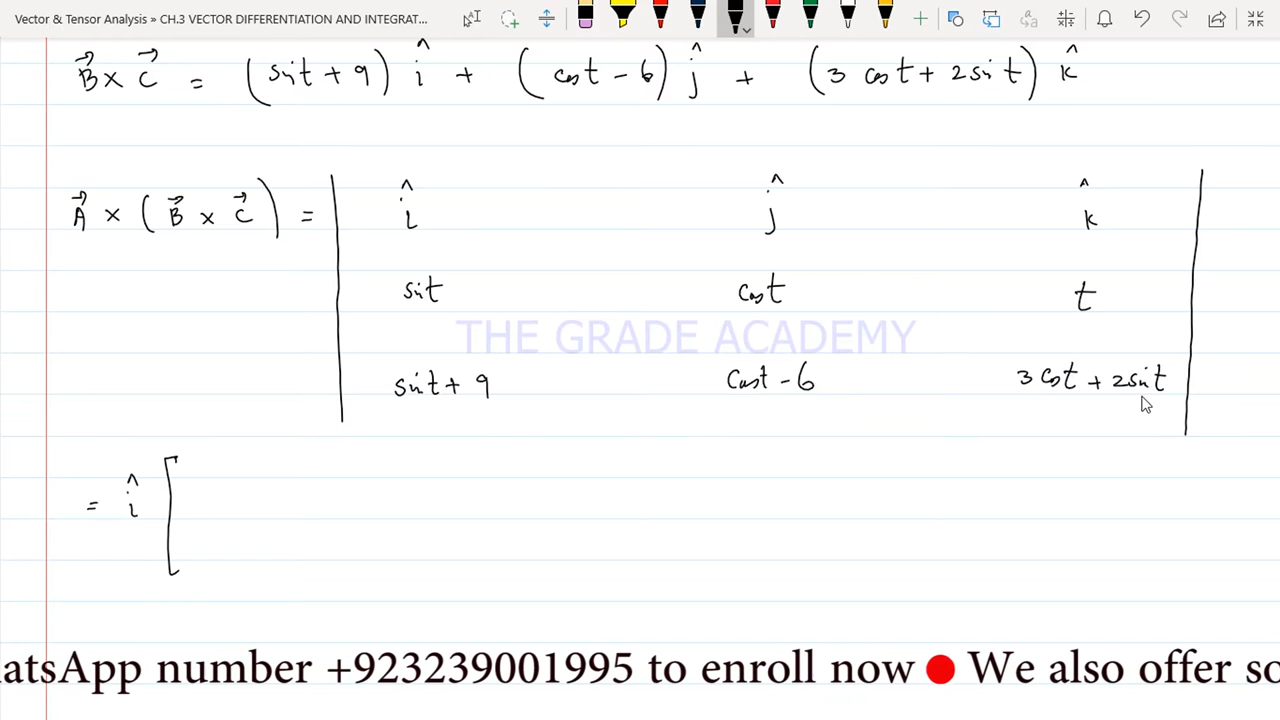 Vector & Tensor Analysis » CH.3 VECTOR DIFFERENTIATION AND INTEGRAT...
B⃗ × C⃗ = (sint + 9) î + (cost - 6) ĵ + (3 cost + 2sint) k̂
A⃗ × (B⃗ × C⃗) = | î ĵ k̂ |
sint cost t
THE GRADE ACADEMY
sint + 9 cost - 6 3 cost + 2sint
= î [
atsApp number +923239001995 to enroll now ● We also offer so